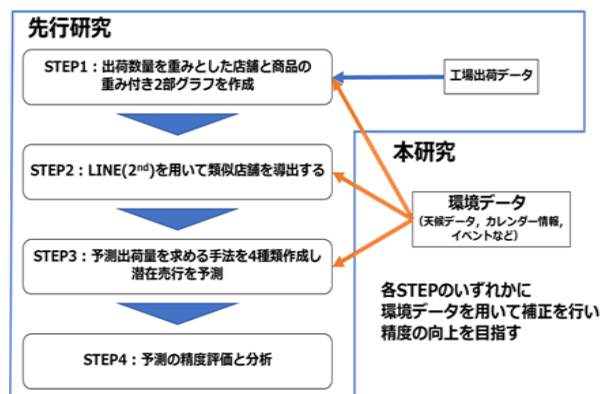 先行研究
STEP1：出荷数量を重みとした店舗と商品の
重み付き2部グラフを作成
工場出荷データ
STEP2：LINE(2nd)を用いて類似店舗を導出する
本研究
環境データ
（天候データ，カレンダー情報，
イベントなど）
STEP3：予測出荷量を求める手法を4種類作成し
潜在売行を予測
各STEPのいずれかに
環境データを用いて補正を行い
精度の向上を目指す
STEP4：予測の精度評価と分析